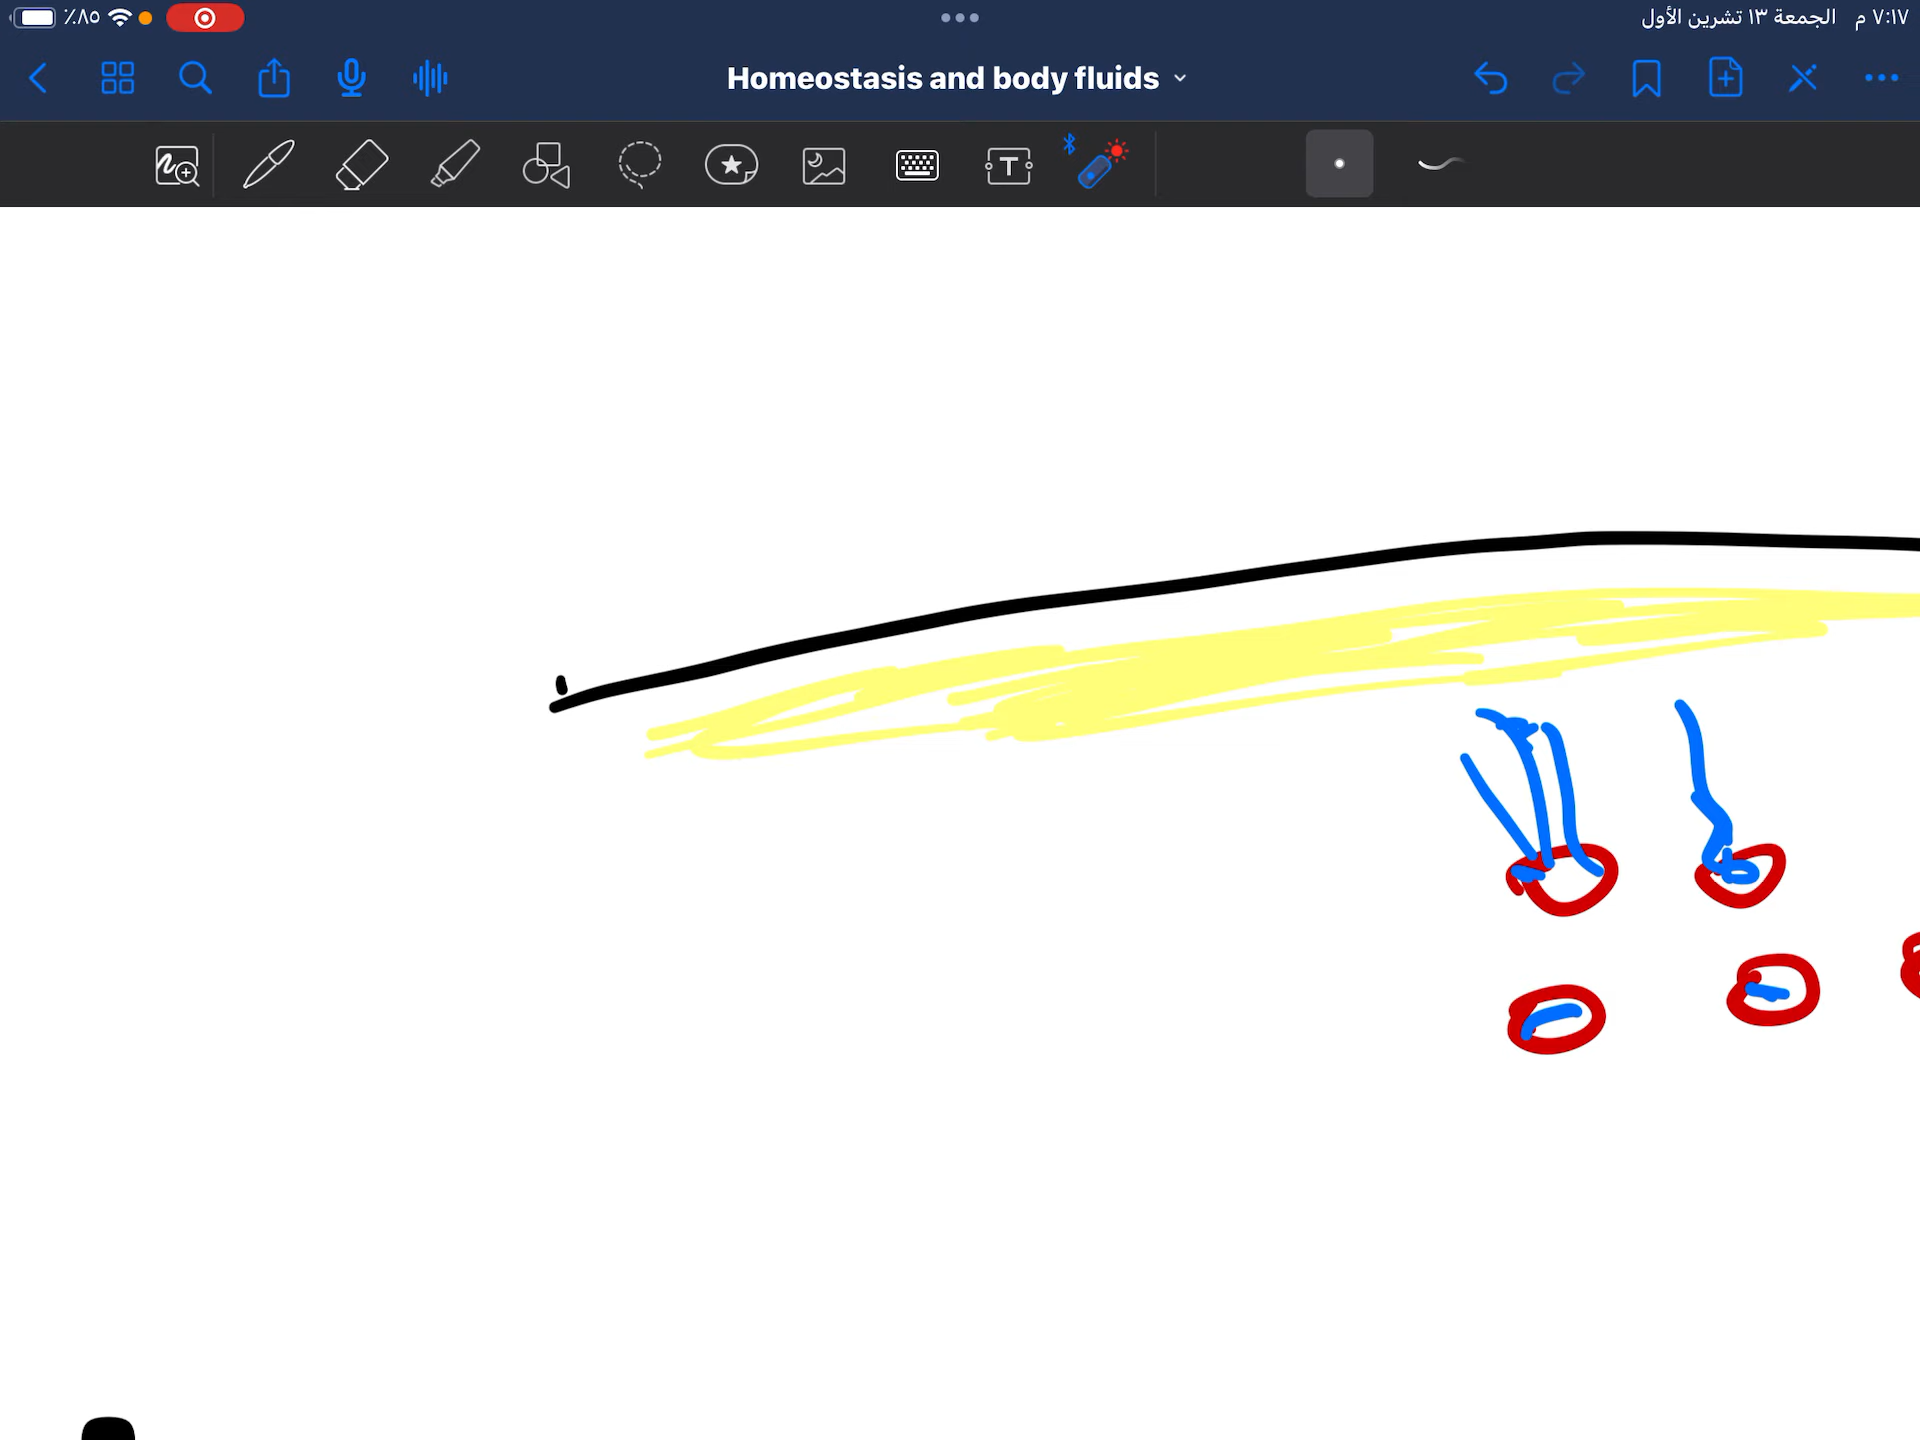 ٪٨٥
الجمعة ١٣ تشرين الأول ٧:١٧ م
Homeostasis and body fluids
T